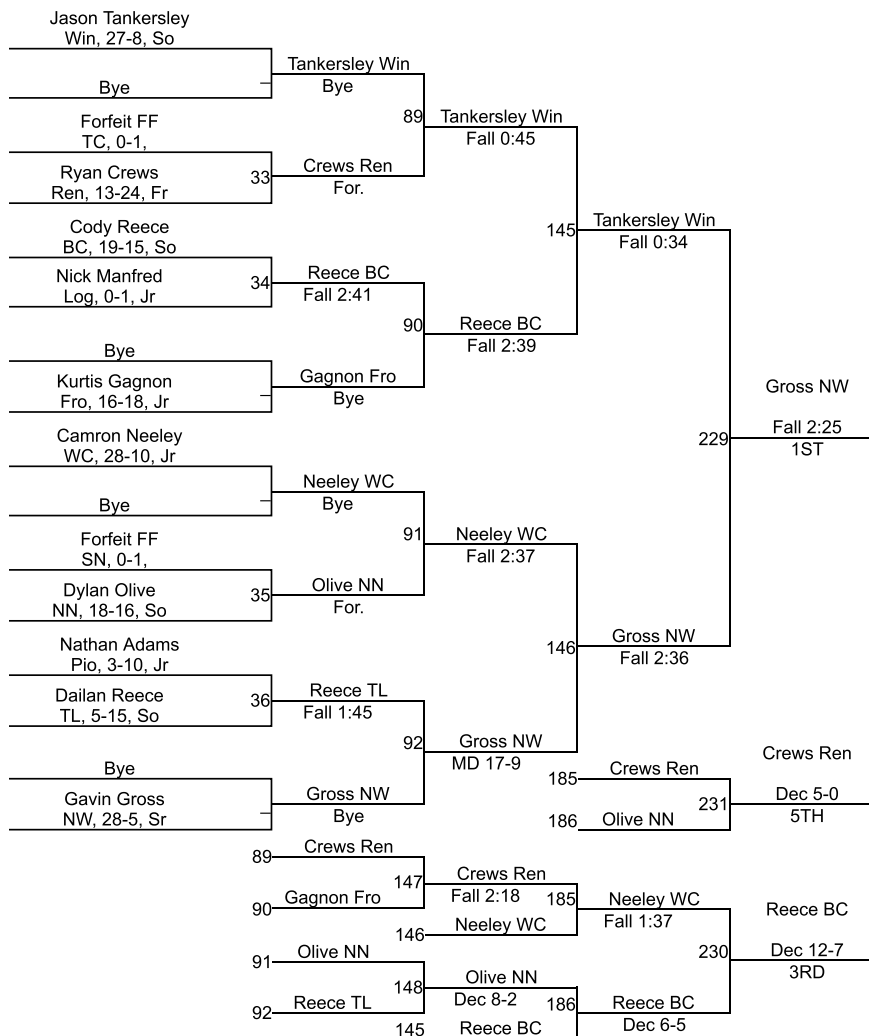 Jason Tankersley
Win, 27-8, So
Tankersley Win
Bye
Bye
89
Tankersley Win
Fall 0:45
Forfeit FF
TC, 0-1,
Ryan Crews
Ren, 13-24, Fr
33
Crews Ren
For.
145
Tankersley Win
Fall 0:34
Cody Reece
BC, 19-15, So
Nick Manfred
Log, 0-1, Jr
34
Reece BC
Fall 2:41
90
Reece BC
Fall 2:39
Bye
Kurtis Gagnon
Fro, 16-18, Jr
Gagnon Fro
Bye
Gross NW
229
Fall 2:25
1ST
Camron Neeley
WC, 28-10, Jr
Neeley WC
Bye
Bye
91
Neeley WC
Fall 2:37
Forfeit FF
SN, 0-1,
Dylan Olive
NN, 18-16, So
35
Olive NN
For.
146
Gross NW
Fall 2:36
Nathan Adams
Pio, 3-10, Jr
Dailan Reece
TL, 5-15, So
36
Reece TL
Fall 1:45
92
Gross NW
MD 17-9
Bye
Gavin Gross
NW, 28-5, Sr
Gross NW
Bye
185
Crews Ren
186
Olive NN
231
Crews Ren
Dec 5-0
5TH
89
Crews Ren
90
Gagnon Fro
147
Crews Ren
Fall 2:18
146
Neeley WC
185
Neeley WC
Fall 1:37
91
Olive NN
92
Reece TL
148
Olive NN
Dec 8-2
145
Reece BC
186
Reece BC
Dec 6-5
230
Reece BC
Dec 12-7
3RD